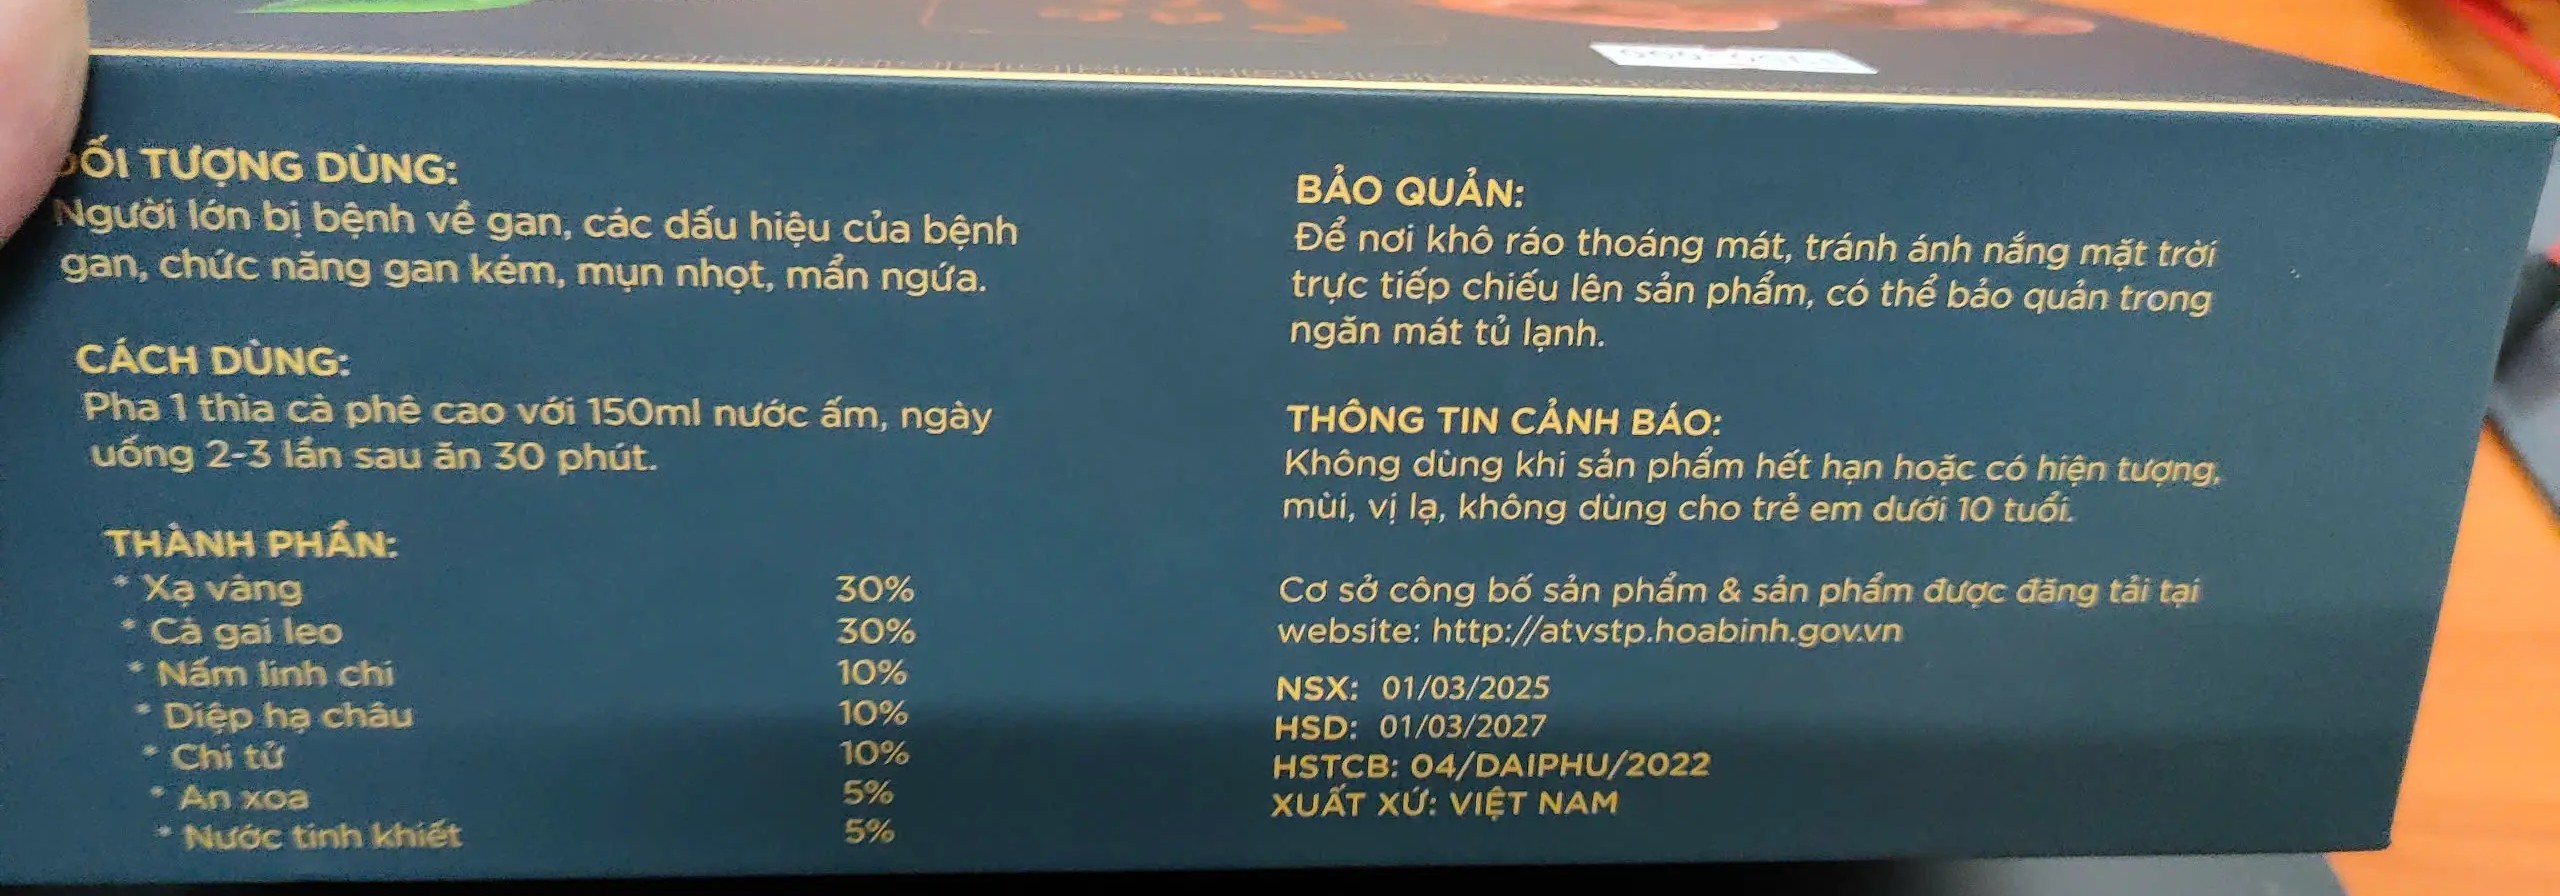 ĐỐI TƯỢNG DÙNG:
Người lớn bị bệnh về gan, các dấu hiệu của bệnh
gan, chức năng gan kém, mụn nhọt, mẩn ngứa.
CÁCH DÙNG:
Pha 1 thìa cà phê cao với 150ml nước ấm, ngày
uống 2-3 lần sau ăn 30 phút.
THÀNH PHẦN:
* Xạ vàng 30%
* Cà gai leo 30%
* Nấm linh chi 10%
* Diệp hạ châu 10%
* Chi tử 10%
* An xoa 5%
* Nước tinh khiết 5%
BẢO QUẢN:
Để nơi khô ráo thoáng mát, tránh ánh nắng mặt trời
trực tiếp chiếu lên sản phẩm, có thể bảo quản trong
ngăn mát tủ lạnh.
THÔNG TIN CẢNH BÁO:
Không dùng khi sản phẩm hết hạn hoặc có hiện tượng,
mùi, vị lạ, không dùng cho trẻ em dưới 10 tuổi.
Cơ sở công bố sản phẩm & sản phẩm được đăng tải tại
website: http://atvstp.hoabinh.gov.vn
NSX: 01/03/2025
HSD: 01/03/2027
HSTCB: 04/DAIPHU/2022
XUẤT XỨ: VIỆT NAM